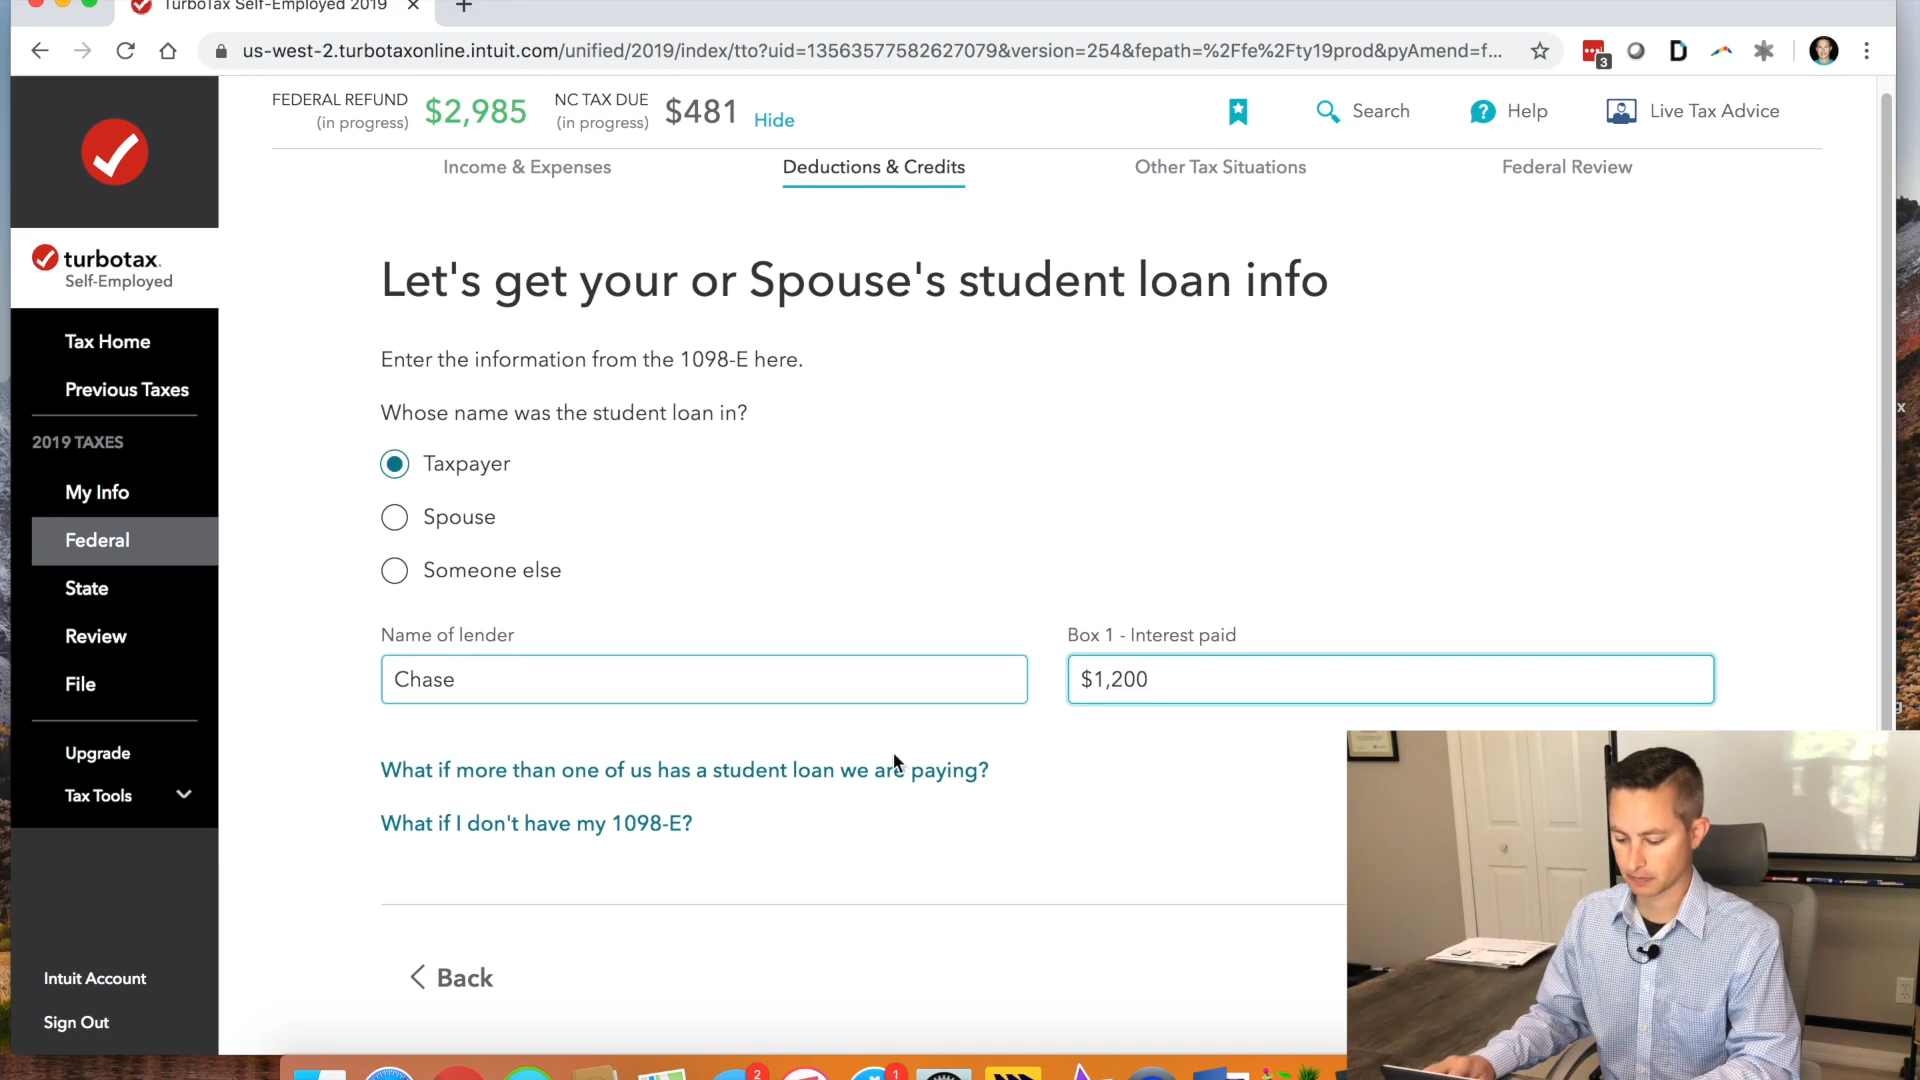 TurboTax Self-Employed 2019
us-west-2.turbotaxonline.intuit.com/unified/2019/index/tto?uid=13563577582627079&version=254&fepath=%2Ffe%2Fty19prod&pyAmend=f...
3
FEDERAL REFUND
(in progress)
$2,985
NC TAX DUE
(in progress)
$481
Hide
Search
Help
Live Tax Advice
Income & Expenses
Deductions & Credits
Other Tax Situations
Federal Review
turbotax.
Self-Employed
Tax Home
Previous Taxes
2019 TAXES
My Info
Federal
State
Review
File
Upgrade
Tax Tools
Intuit Account
Sign Out
Let's get your or Spouse's student loan info
Enter the information from the 1098-E here.
Whose name was the student loan in?
Taxpayer
Spouse
Someone else
Name of lender
Box 1 - Interest paid
Chase
$1,200
What if more than one of us has a student loan we are paying?
What if I don't have my 1098-E?
Back
2
1